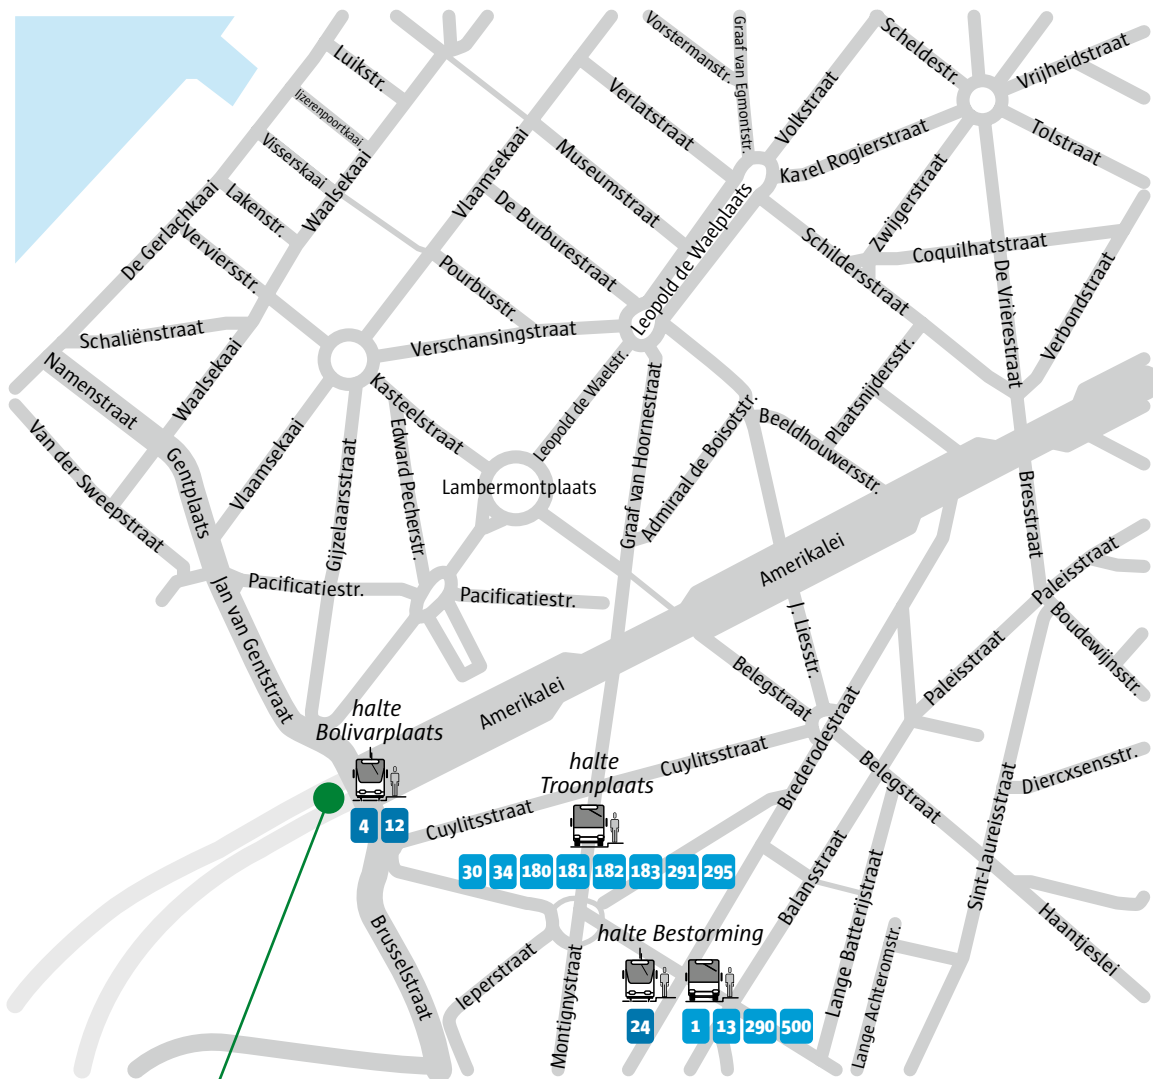 Luikstr.
Ijzerenpoortkaai
Visserskaai
Lakenstr.
Verviersstr.
De Gerlachkaai
Waalsekaai
Vlaamsekaai
Vorstermanstr.
Graaf van Egmontstr.
Verlatstraat
Museumstraat
De Burburestraat
Pourbusstr.
Volkstraat
Scheldestr.
Vrijheidstraat
Tolstraat
Karel Rogierstraat
Zwijgerstraat
Coquilhatstraat
Schildersstraat
De Vrièrestraat
Verbondstraat
Leopold de Waelplaats
Schaliënstraat
Verschansingstraat
Namenstraat
Waalsekaai
Kasteelstraat
Leopold de Waelstr.
Plaatsnijdersstr.
Van der Sweepstraat
Gentplaats
Vlaamsekaai
Gijzelaarsstraat
Edward Pecherstr.
Lambermontplaats
Graaf van Hoornestraat
Admiraal de Boisotstr.
Beeldhouwersstr.
Bresstraat
Amerikalei
Pacificatiestr.
Pacificatiestr.
Jan van Gentstraat
J. Liesstr.
Paleisstraat
Boudewijnsstr.
Paleisstraat
Belegstraat
Amerikalei
halte
Bolivarplaats
4 12
halte
Troonplaats
30 34 180 181 182 183 291 295
Cuylitsstraat
Cuylitsstraat
Brederodestraat
Belegstraat
Diercxsensstr.
Sint-Laureisstraat
Balansstraat
Lange Batterijstraat
Haantjeslei
Lange Achteromstr.
Brusselstraat
Ieperstraat
Montignystraat
halte Bestorming
24 1 13 290 500